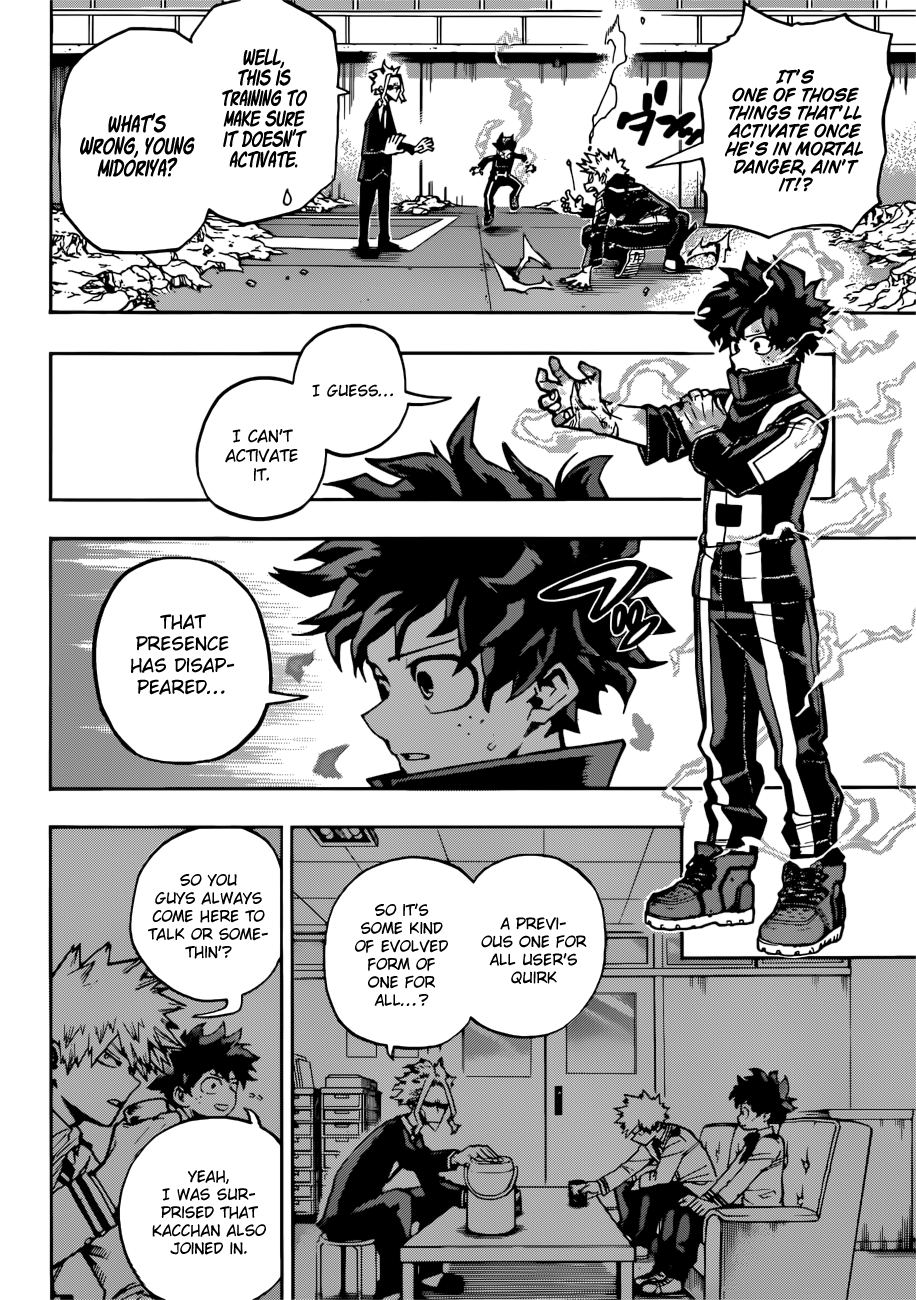 IT'S
ONE OF THOSE
THINGS THAT'LL
ACTIVATE ONCE
HE'S IN MORTAL
DANGER, AIN'T
IT!?
WELL,
THIS IS
TRAINING TO
MAKE SURE
IT DOESN'T
ACTIVATE.
WHAT'S
WRONG, YOUNG
MIDORIYA?
I GUESS...
I CAN'T
ACTIVATE
IT.
THAT
PRESENCE
HAS DISAP-
PEARED...
A PREVI-
OUS ONE FOR
ALL USER'S
QUIRK
SO IT'S
SOME KIND
OF EVOLVED
FORM OF
ONE FOR
ALL...?
SO YOU
GUYS ALWAYS
COME HERE TO
TALK OR SOME-
THIN'?
YEAH,
I WAS SUR-
PRISED THAT
KACCHAN ALSO
JOINED IN.